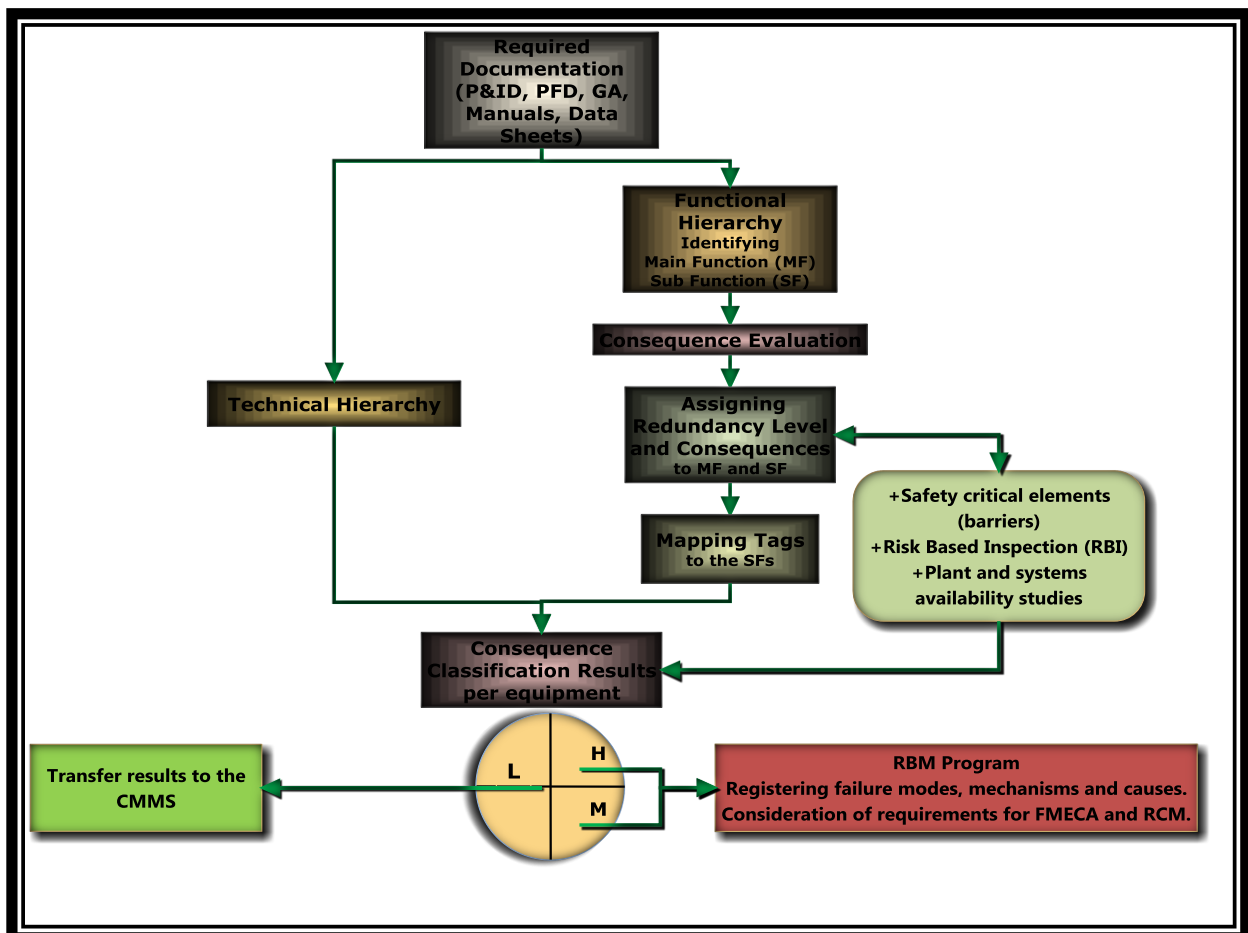 Required
Documentation
(P&ID, PFD, GA,
Manuals, Data
Sheets)
Functional
Hierarchy
Identifying
Main Function (MF)
Sub Function (SF)
Consequence Evaluation
Technical Hierarchy
Assigning
Redundancy Level
and Consequences
to MF and SF
+Safety critical elements
(barriers)
+Risk Based Inspection (RBI)
+Plant and systems
availability studies
Mapping Tags
to the SFs
Consequence
Classification Results
per equipment
L
H
M
Transfer results to the
CMMS
RBM Program
Registering failure modes, mechanisms and causes.
Consideration of requirements for FMECA and RCM.